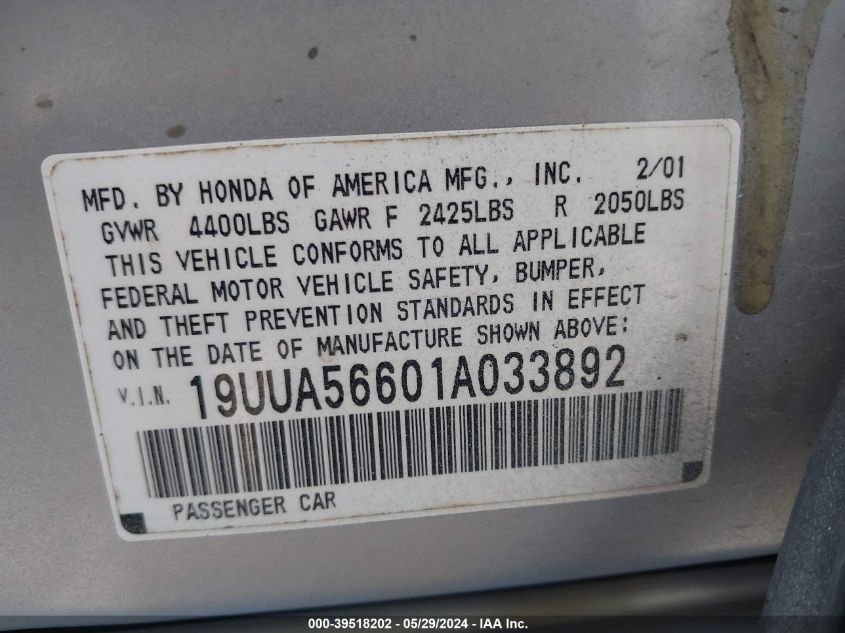 MFD. BY HONDA OF AMERICA MFG., INC. 2/01
GVWR 4400LBS GAWR F 2425LBS R 2050LBS
THIS VEHICLE CONFORMS TO ALL APPLICABLE
FEDERAL MOTOR VEHICLE SAFETY, BUMPER,
AND THEFT PREVENTION STANDARDS IN EFFECT
ON THE DATE OF MANUFACTURE SHOWN ABOVE:
V.I.N. 19UUA56601A033892
PASSENGER CAR
000-39518202 - 05/29/2024 - IAA Inc.